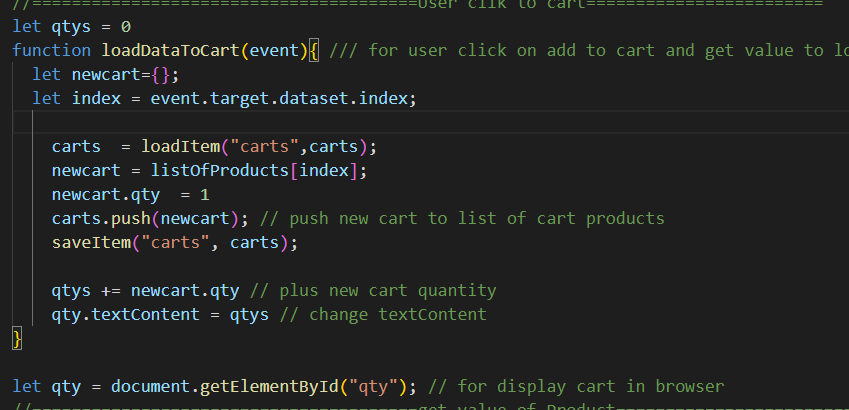 //=======================================User clik to cart========================
let qtys = 0
function loadDataToCart(event){ /// for user click on add to cart and get value to lo
let newcart={};
let index = event.target.dataset.index;
carts  = loadItem("carts",carts);
newcart = listOfProducts[index];
newcart.qty  = 1
carts.push(newcart); // push new cart to list of cart products
saveItem("carts", carts);
qtys += newcart.qty // plus new cart quantity
qty.textContent = qtys // change textContent
}
let qty = document.getElementById("qty"); // for display cart in browser
//=======================================get value of Product========================